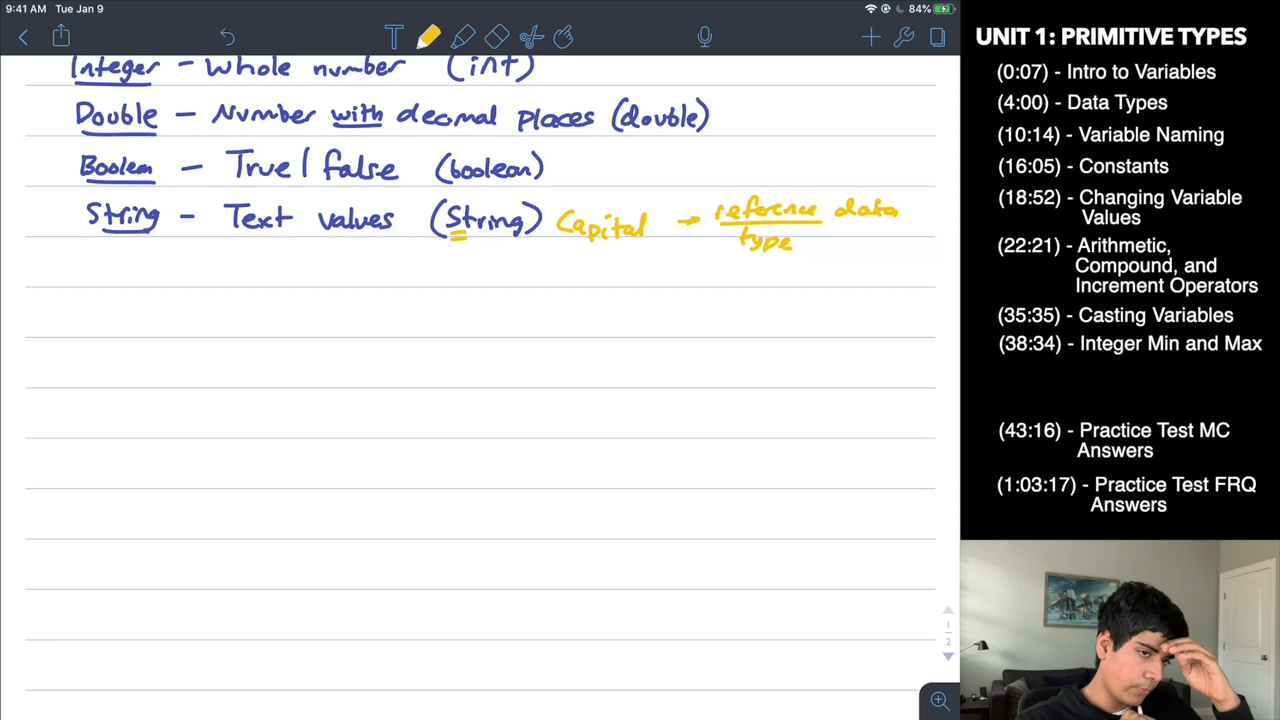 9:41 AM Tue Jan 9
84%
T
Integer - Whole number (int)
Double - Number with decimal places (double)
Boolean - True / false (boolean)
String - Text values (String) Capital → reference data
type
1
2
UNIT 1: PRIMITIVE TYPES
(0:07) - Intro to Variables
(4:00) - Data Types
(10:14) - Variable Naming
(16:05) - Constants
(18:52) - Changing Variable
Values
(22:21) - Arithmetic,
Compound, and
Increment Operators
(35:35) - Casting Variables
(38:34) - Integer Min and Max
(43:16) - Practice Test MC
Answers
(1:03:17) - Practice Test FRQ
Answers